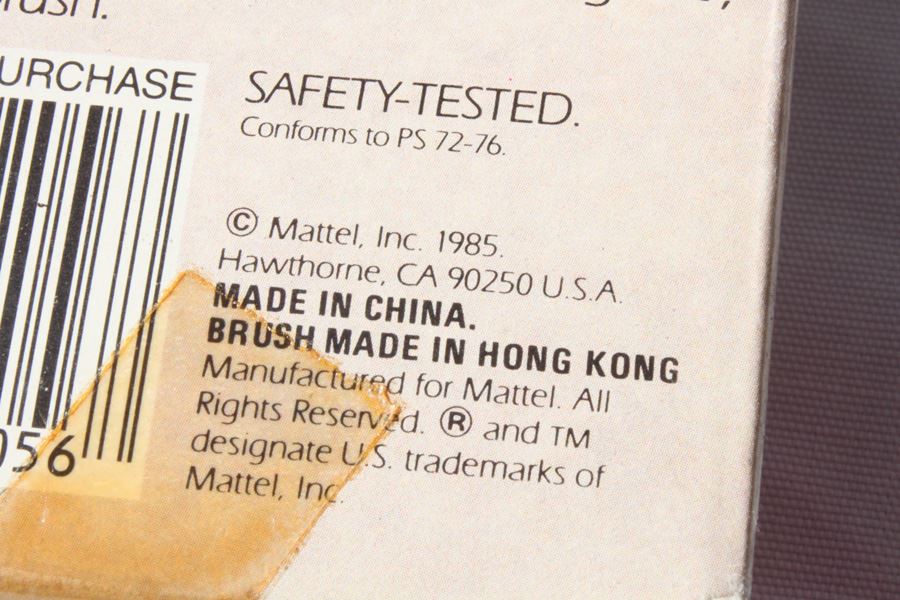 URCHASE
SAFETY-TESTED.
Conforms to PS 72-76.
© Mattel, Inc. 1985.
Hawthorne, CA 90250 U.S.A.
MADE IN CHINA.
BRUSH MADE IN HONG KONG
Manufactured for Mattel. All
Rights Reserved. ® and TM
designate U.S. trademarks of
Mattel, Inc.
056